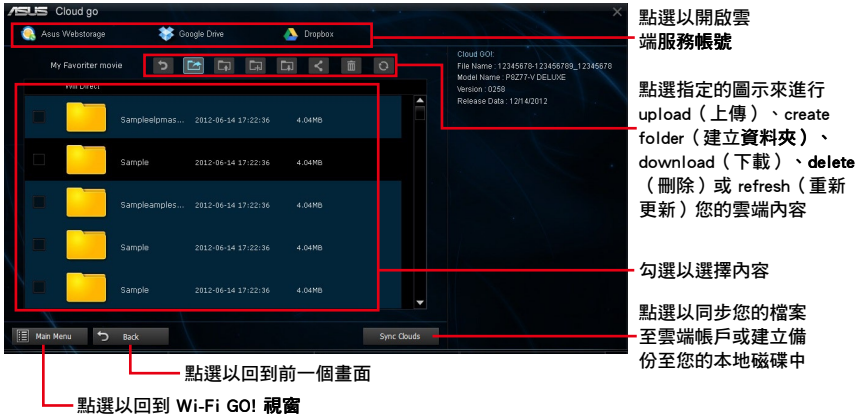 ASUS Cloud go
Asus Webstorage
Google Drive
Dropbox
My Favoriter movie
Wifi Direct
Sampleelpmas... 2012-06-14 17:22:36 4.04MB
Sample 2012-06-14 17:22:36 4.04MB
Sampleamples... 2012-06-14 17:22:36 4.04MB
Sample 2012-06-14 17:22:36 4.04MB
Sample 2012-06-14 17:22:36 4.04MB
Cloud GO!:
File Name : 12345678-123456789_12345678
Model Name : P8Z77-V DELUXE
Version : 0258
Release Data : 12/14/2012
Main Menu
Back
Sync Clouds
點選以開啟雲
端服務帳號
點選指定的圖示來進行
upload（上傳）、create
folder（建立資料夾）、
download（下載）、delete
（刪除）或 refresh（重新
更新）您的雲端內容
勾選以選擇內容
點選以同步您的檔案
至雲端帳戶或建立備
份至您的本地磁碟中
點選以回到前一個畫面
點選以回到 Wi-Fi GO! 視窗